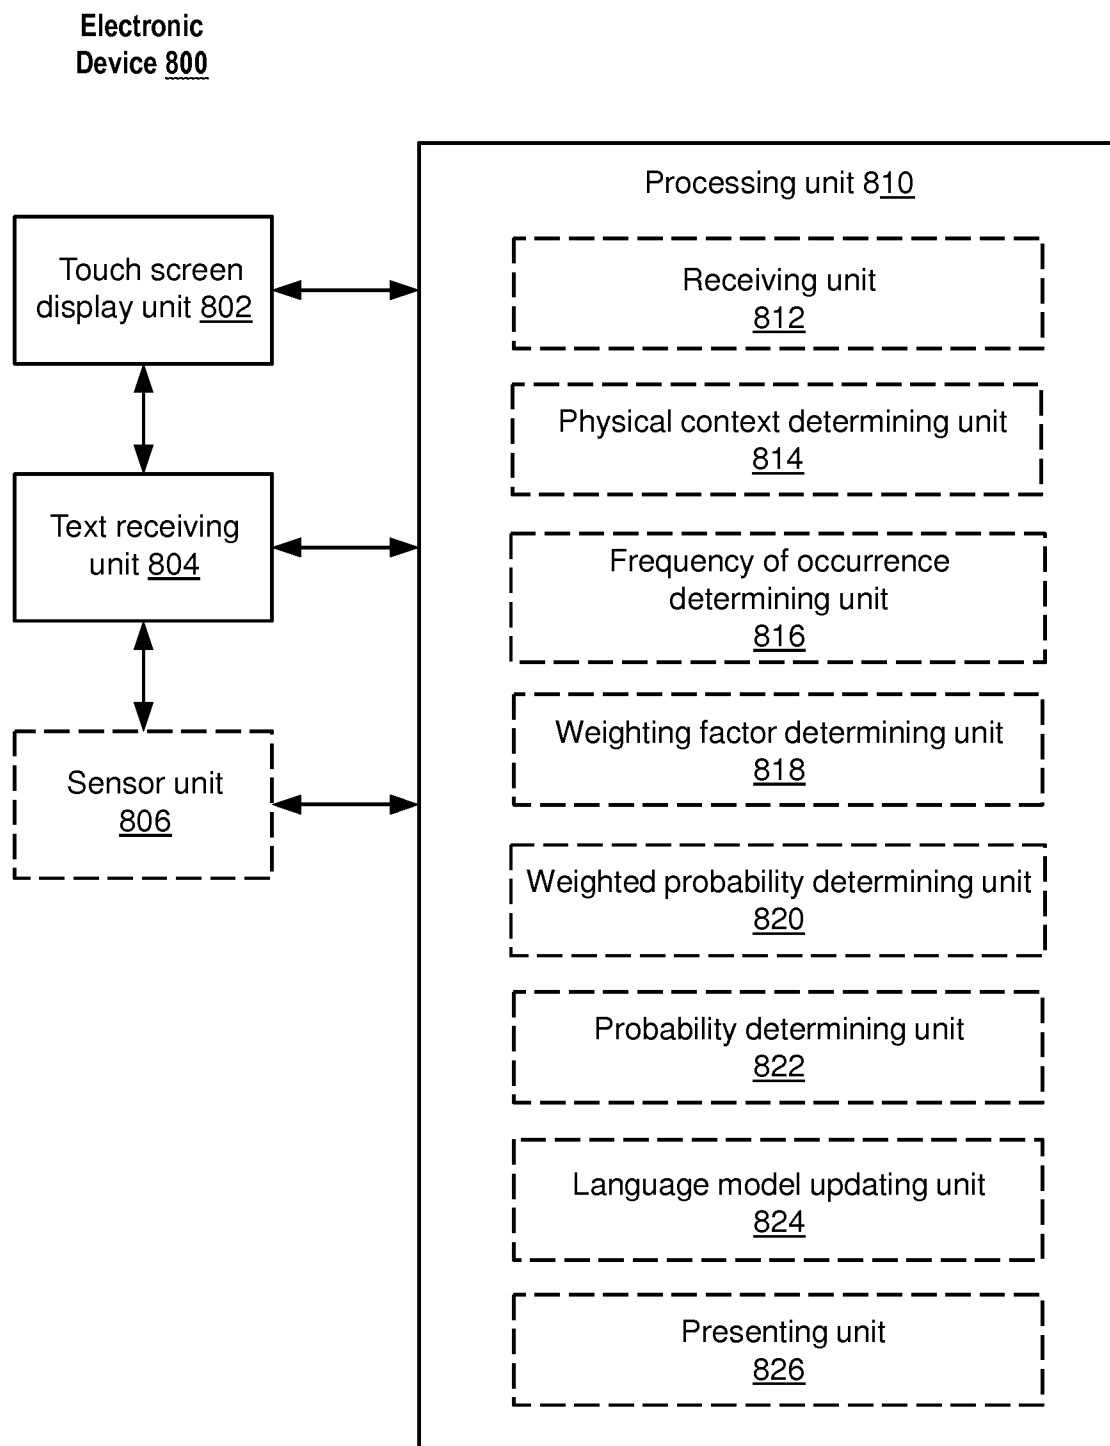 Electronic
Device 800
Processing unit 810
Touch screen
display unit 802
Text receiving
unit 804
Sensor unit
806
Receiving unit
812
Physical context determining unit
814
Frequency of occurrence
determining unit
816
Weighting factor determining unit
818
Weighted probability determining unit
820
Probability determining unit
822
Language model updating unit
824
Presenting unit
826